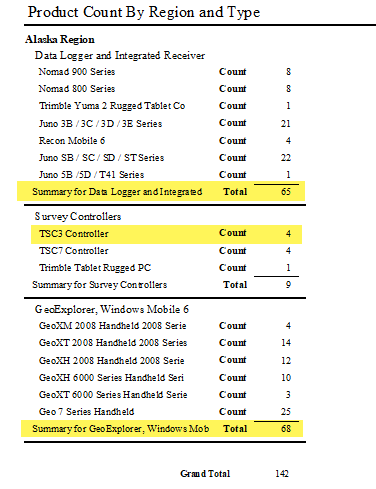 Product Count By Region and Type
Alaska Region
Data Logger and Integrated Receiver
Nomad 900 Series Count 8
Nomad 800 Series Count 8
Trimble Yuma 2 Rugged Tablet Co Count 1
Juno 3B / 3C / 3D / 3E Series Count 21
Recon Mobile 6 Count 4
Juno SB / SC / SD / ST Series Count 22
Juno 5B /5D / T41 Series Count 1
Summary for Data Logger and Integrated Total 65
Survey Controllers
TSC3 Controller Count 4
TSC7 Controller Count 4
Trimble Tablet Rugged PC Count 1
Summary for Survey Controllers Total 9
GeoExplorer, Windows Mobile 6
GeoXM 2008 Handheld 2008 Serie Count 4
GeoXT 2008 Handheld 2008 Series Count 14
GeoXH 2008 Handheld 2008 Serie Count 12
GeoXH 6000 Series Handheld Seri Count 10
GeoXT 6000 Series Handheld Serie Count 3
Geo 7 Series Handheld Count 25
Summary for GeoExplorer, Windows Mob Total 68
Grand Total 142